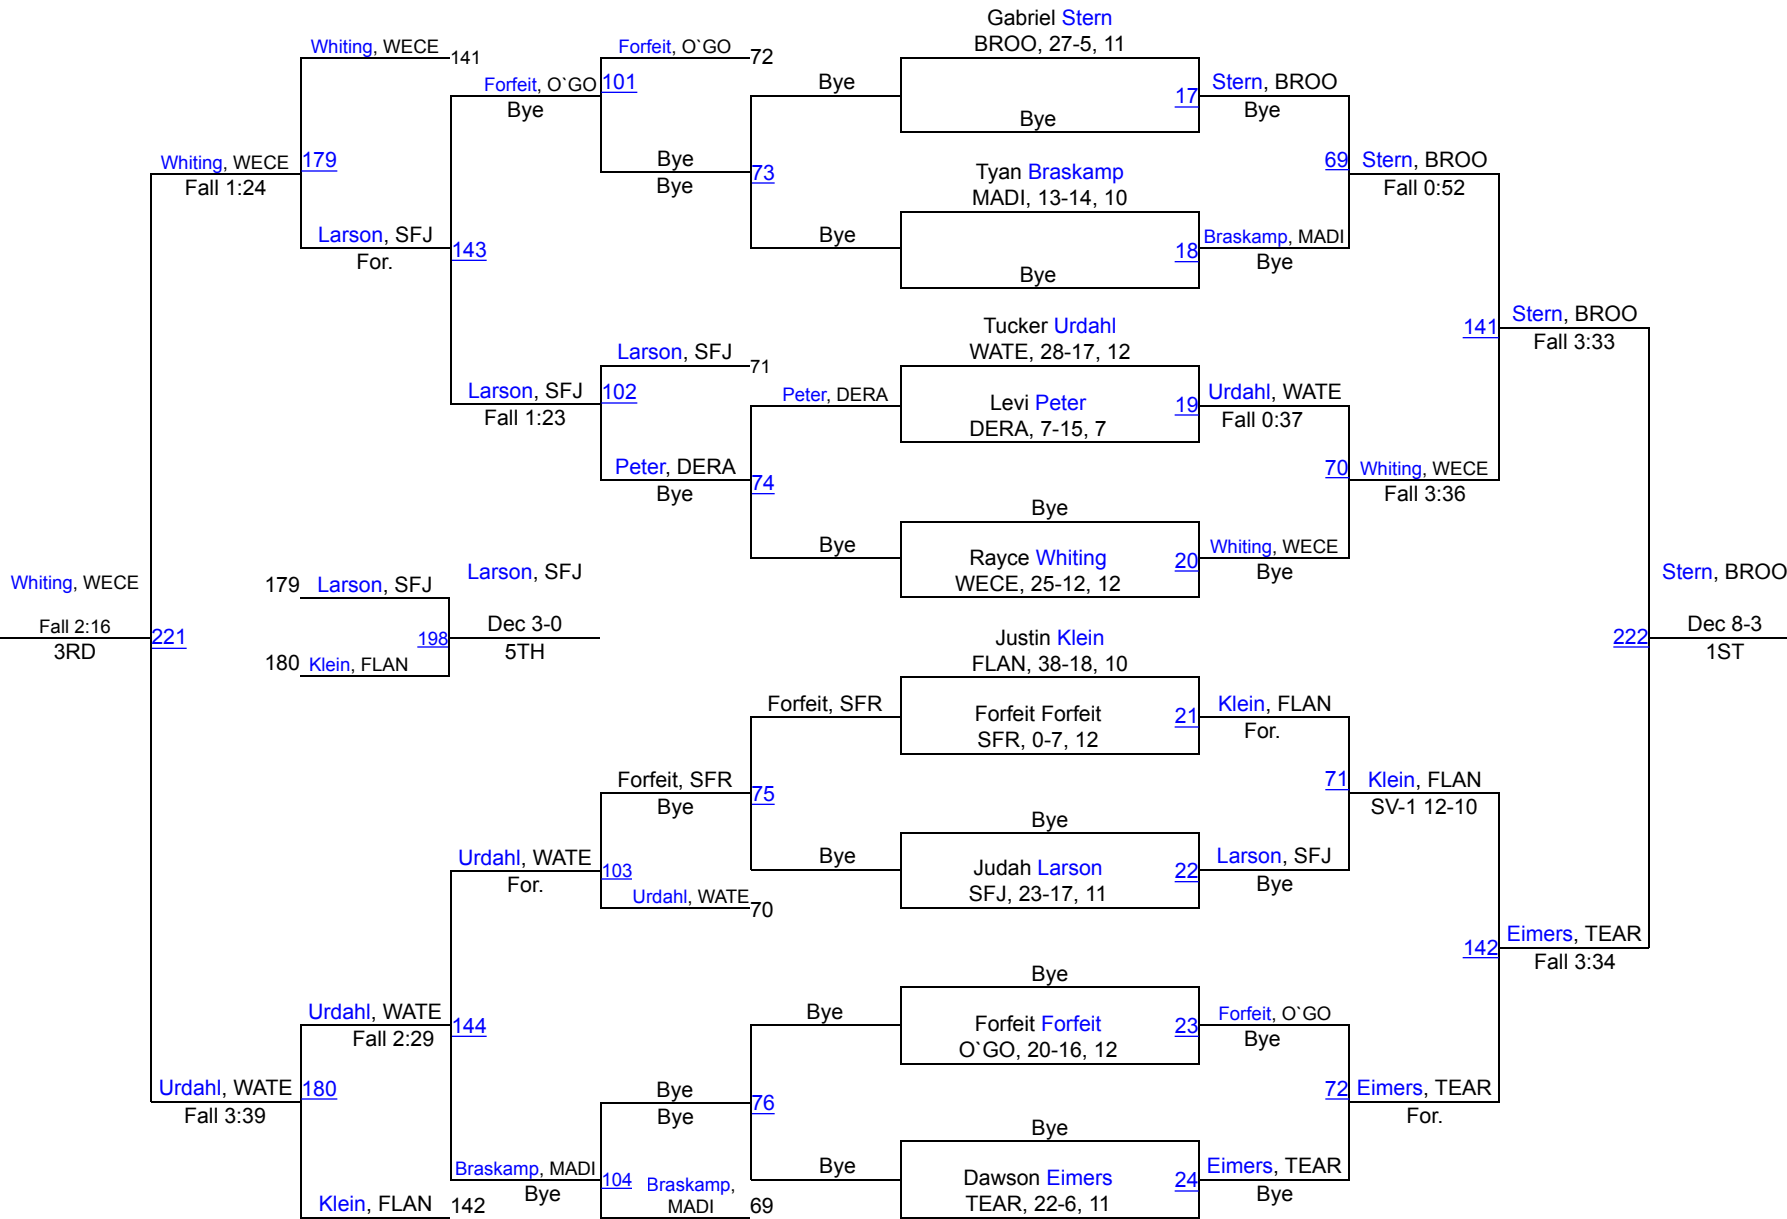 Gabriel Stern
BROO, 27-5, 11
Whiting, WECE
141
Forfeit, O`GO
72
Forfeit, O`GO
101
Bye
Bye
17
Stern, BROO
Bye
Bye
Whiting, WECE
179
Fall 1:24
Bye
Bye
73
Tyan Braskamp
MADI, 13-14, 10
69
Stern, BROO
Fall 0:52
Larson, SFJ
For.
143
Bye
Bye
18
Braskamp, MADI
Bye
Tucker Urdahl
WATE, 28-17, 12
141
Stern, BROO
Fall 3:33
Larson, SFJ
71
Larson, SFJ
102
Fall 1:23
Peter, DERA
Levi Peter
DERA, 7-15, 7
19
Urdahl, WATE
Fall 0:37
Peter, DERA
Bye
74
70
Whiting, WECE
Fall 3:36
Bye
Bye
Rayce Whiting
WECE, 25-12, 12
20
Whiting, WECE
Bye
Whiting, WECE
Fall 2:16
3RD
221
179
Larson, SFJ
Larson, SFJ
198
Dec 3-0
5TH
180
Klein, FLAN
Stern, BROO
222
Dec 8-3
1ST
Justin Klein
FLAN, 38-18, 10
Forfeit, SFR
Forfeit Forfeit
SFR, 0-7, 12
21
Klein, FLAN
For.
Forfeit, SFR
Bye
75
71
Klein, FLAN
SV-1 12-10
Bye
Bye
Judah Larson
SFJ, 23-17, 11
22
Larson, SFJ
Bye
Urdahl, WATE
For.
103
Urdahl, WATE
70
142
Eimers, TEAR
Fall 3:34
Bye
Urdahl, WATE
Fall 2:29
144
Bye
Forfeit Forfeit
O`GO, 20-16, 12
23
Forfeit, O`GO
Bye
Urdahl, WATE
Fall 3:39
180
Bye
Bye
76
72
Eimers, TEAR
For.
Bye
Braskamp, MADI
Bye
104
Braskamp,
MADI
69
Bye
Dawson Eimers
TEAR, 22-6, 11
24
Eimers, TEAR
Bye
Klein, FLAN
142